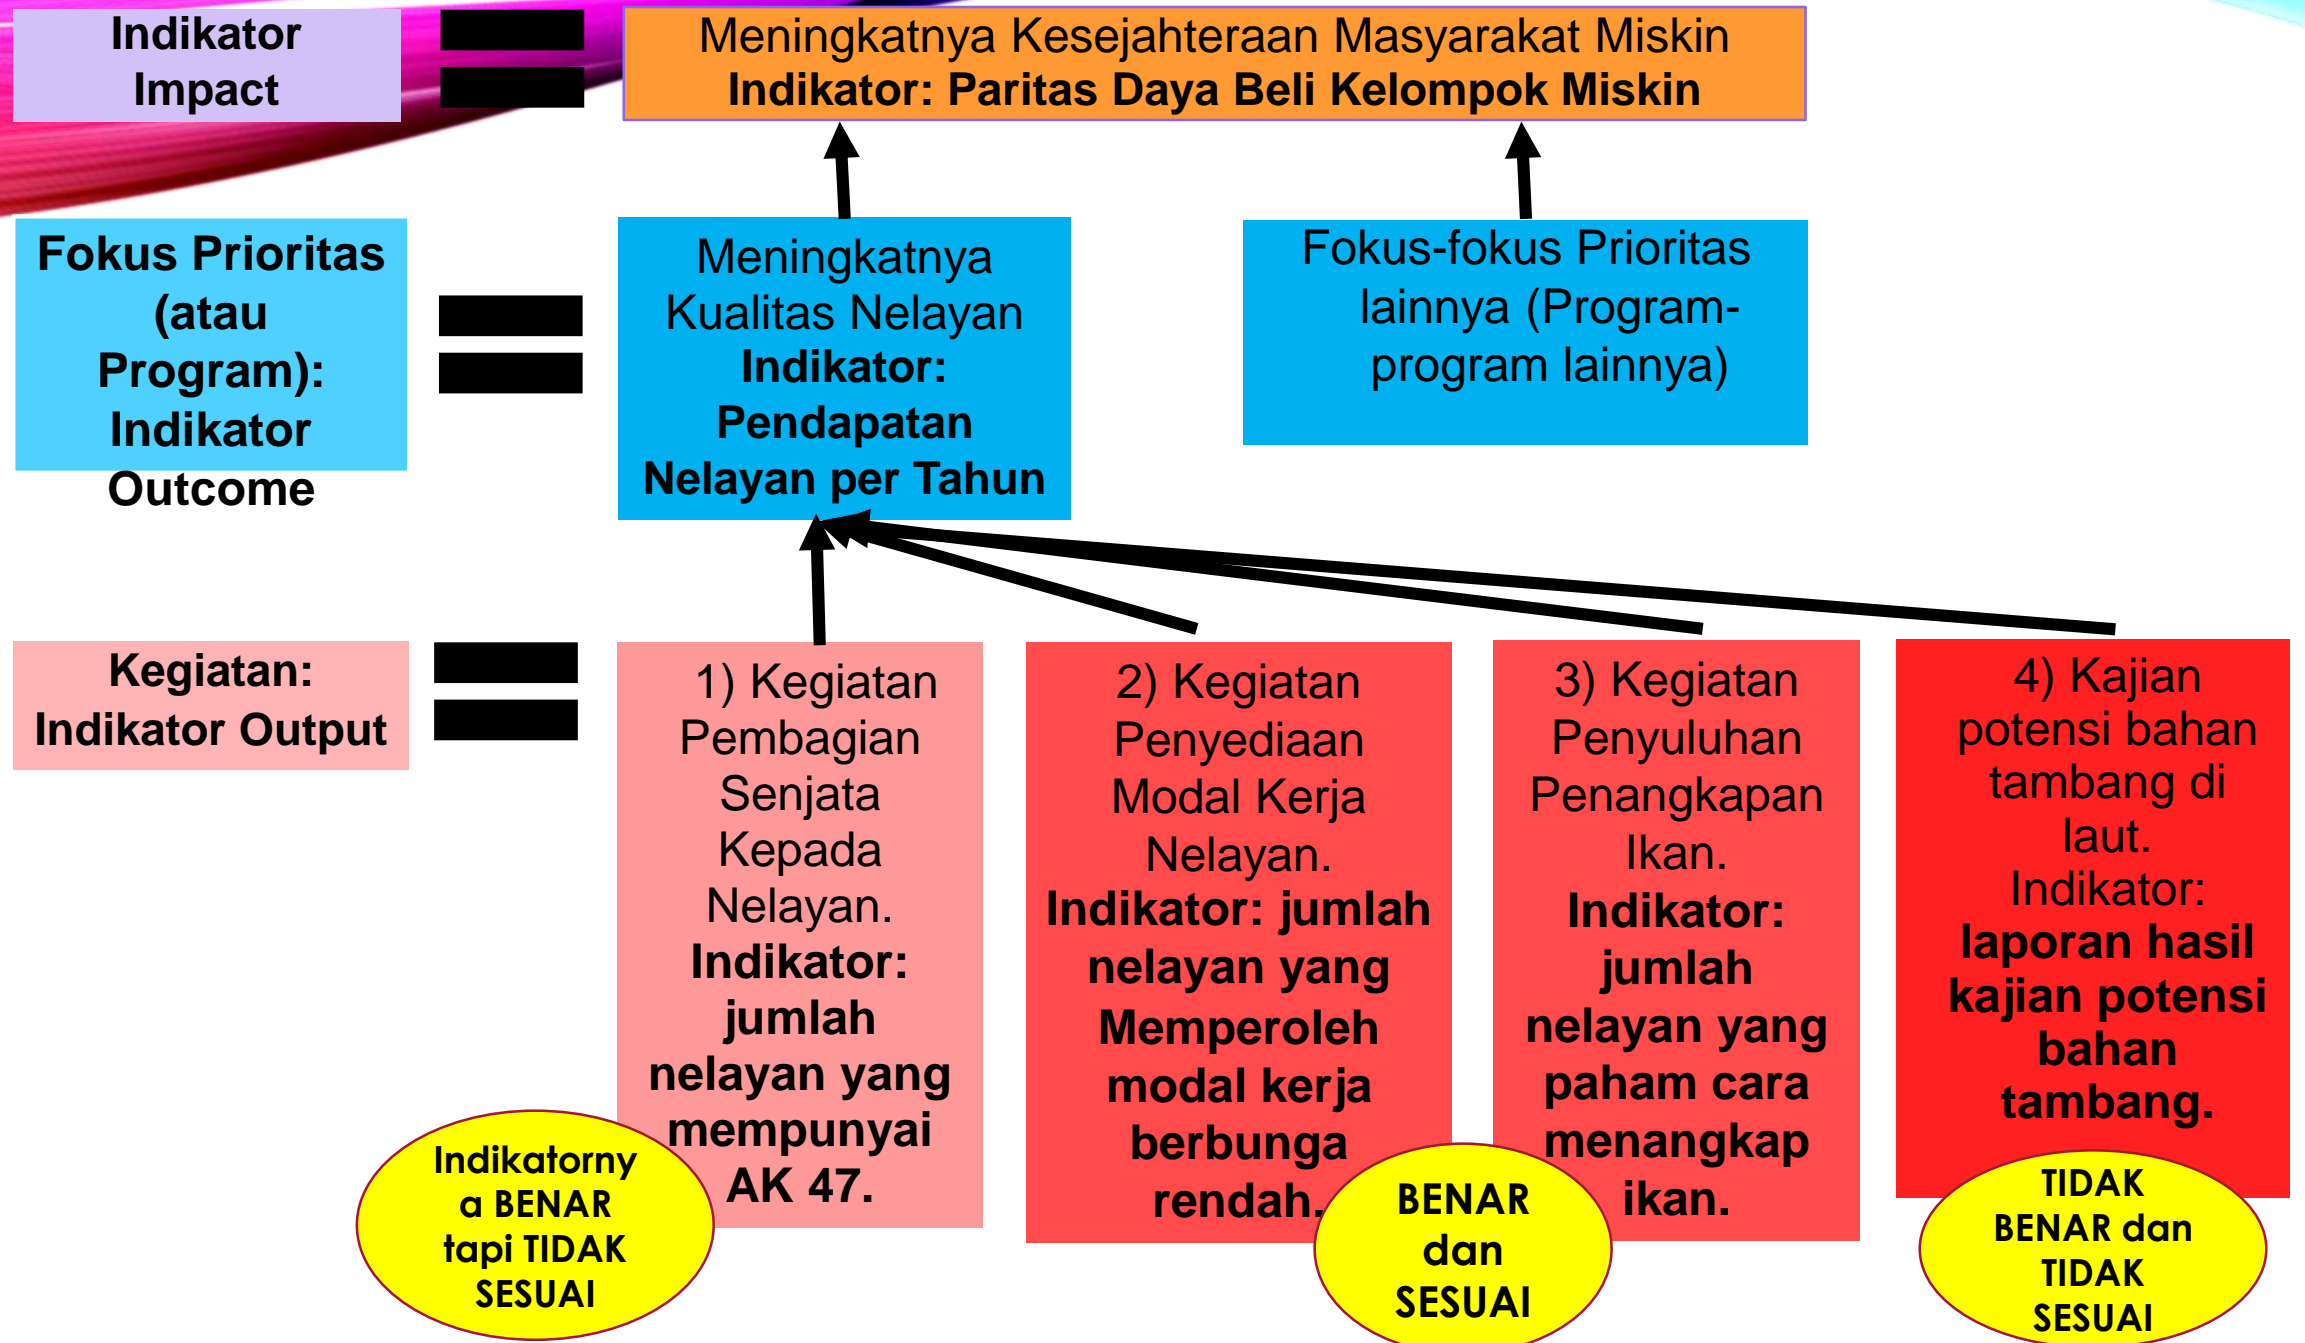 Indikator
Impact
Meningkatnya Kesejahteraan Masyarakat Miskin
Indikator: Paritas Daya Beli Kelompok Miskin
Fokus Prioritas
(atau
Program):
Indikator
Outcome
Meningkatnya
Kualitas Nelayan
Indikator:
Pendapatan
Nelayan per Tahun
Fokus-fokus Prioritas
lainnya (Program-
program lainnya)
Kegiatan:
Indikator Output
1) Kegiatan
Pembagian
Senjata
Kepada
Nelayan.
Indikator:
jumlah
nelayan yang
mempunyai
AK 47.
2) Kegiatan
Penyediaan
Modal Kerja
Nelayan.
Indikator: jumlah
nelayan yang
Memperoleh
modal kerja
berbunga
rendah.
3) Kegiatan
Penyuluhan
Penangkapan
Ikan.
Indikator:
jumlah
nelayan yang
paham cara
menangkap
ikan.
4) Kajian
potensi bahan
tambang di
laut.
Indikator:
laporan hasil
kajian potensi
bahan
tambang.
Indikatorny
a BENAR
tapi TIDAK
SESUAI
BENAR
dan
SESUAI
TIDAK
BENAR dan
TIDAK
SESUAI